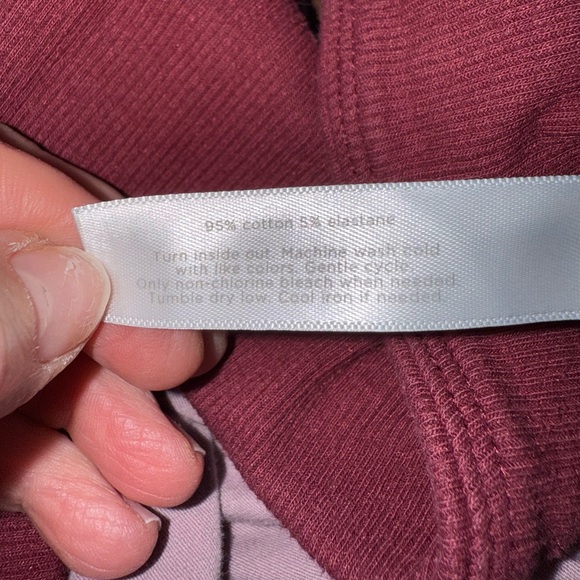 95% cotton 5% elastane
Turn inside out. Machine wash cold
with like colors. Gentle cycle.
Only non-chlorine bleach when needed.
Tumble dry low. Cool iron if needed.